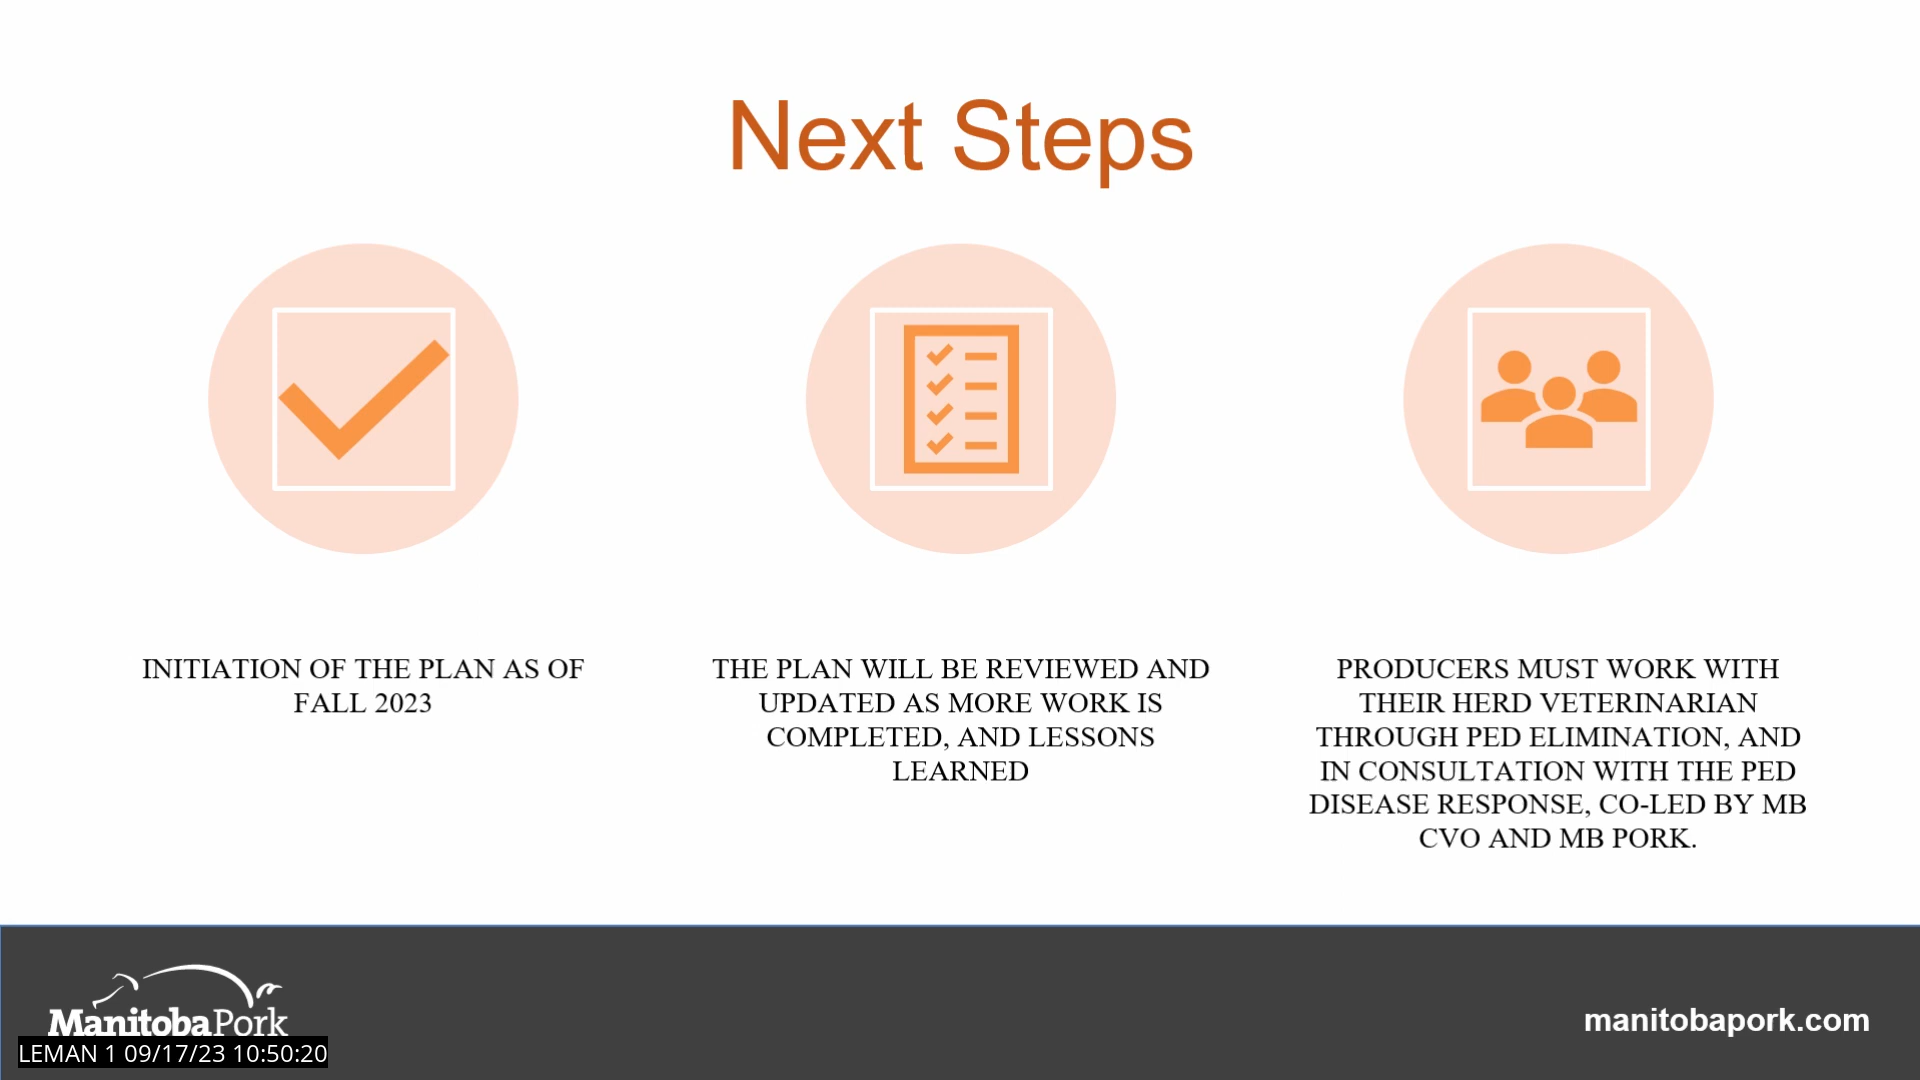 Next Steps
INITIATION OF THE PLAN AS OF
FALL 2023
THE PLAN WILL BE REVIEWED AND
UPDATED AS MORE WORK IS
COMPLETED, AND LESSONS
LEARNED
PRODUCERS MUST WORK WITH
THEIR HERD VETERINARIAN
THROUGH PED ELIMINATION, AND
IN CONSULTATION WITH THE PED
DISEASE RESPONSE, CO-LED BY MB
CVO AND MB PORK.
ManitobaPork
manitobapork.com
LEMAN 1 09/17/23 10:50:20